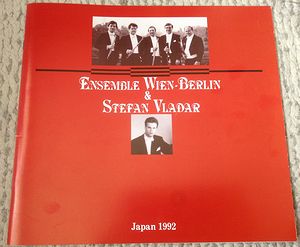 Ensemble Wien-Berlin
&
Stefan Vladar
Japan 1992